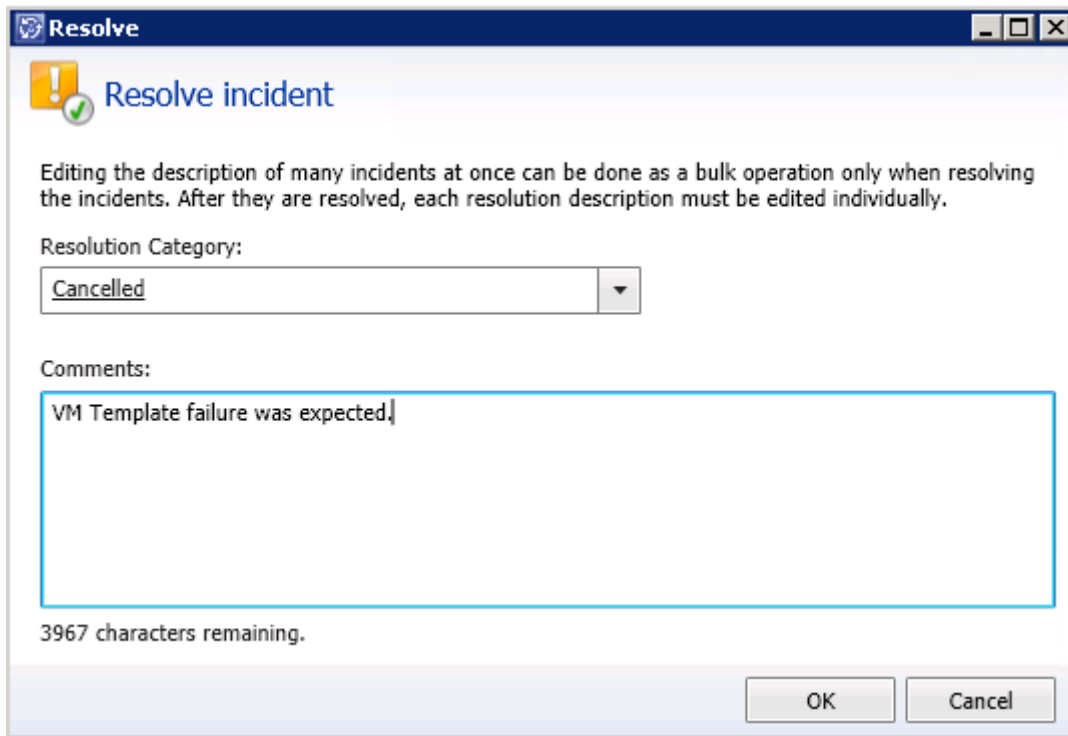 Resolve
Resolve incident
Editing the description of many incidents at once can be done as a bulk operation only when resolving
the incidents. After they are resolved, each resolution description must be edited individually.
Resolution Category:
Cancelled
Comments:
VM Template failure was expected.
3967 characters remaining.
OK
Cancel